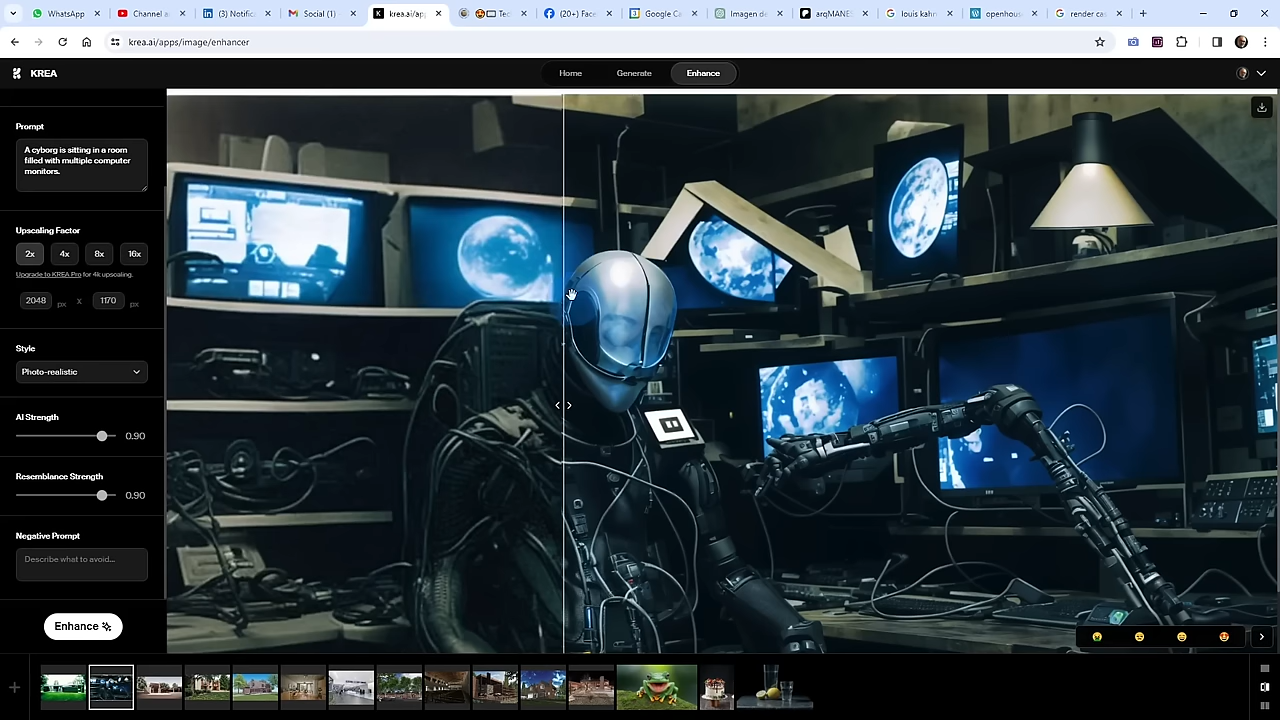 WhatsApp
Channel a
(3) Notific
Social (1)
krea.ai/ap
Tec
(20+) Face
Google Ca
Imagen de
arqMANES
louis kahn
openhous
render ca
krea.ai/apps/image/enhancer
KREA
Home
Generate
Enhance
Prompt
A cyborg is sitting in a room
filled with multiple computer
monitors.
Upscaling Factor
2x
4x
8x
16x
Upgrade to KREA Pro for 4k upscaling.
2048 px X 1170 px
Style
Photo-realistic
AI Strength
0.90
Resemblance Strength
0.90
Negative Prompt
Describe what to avoid...
Enhance